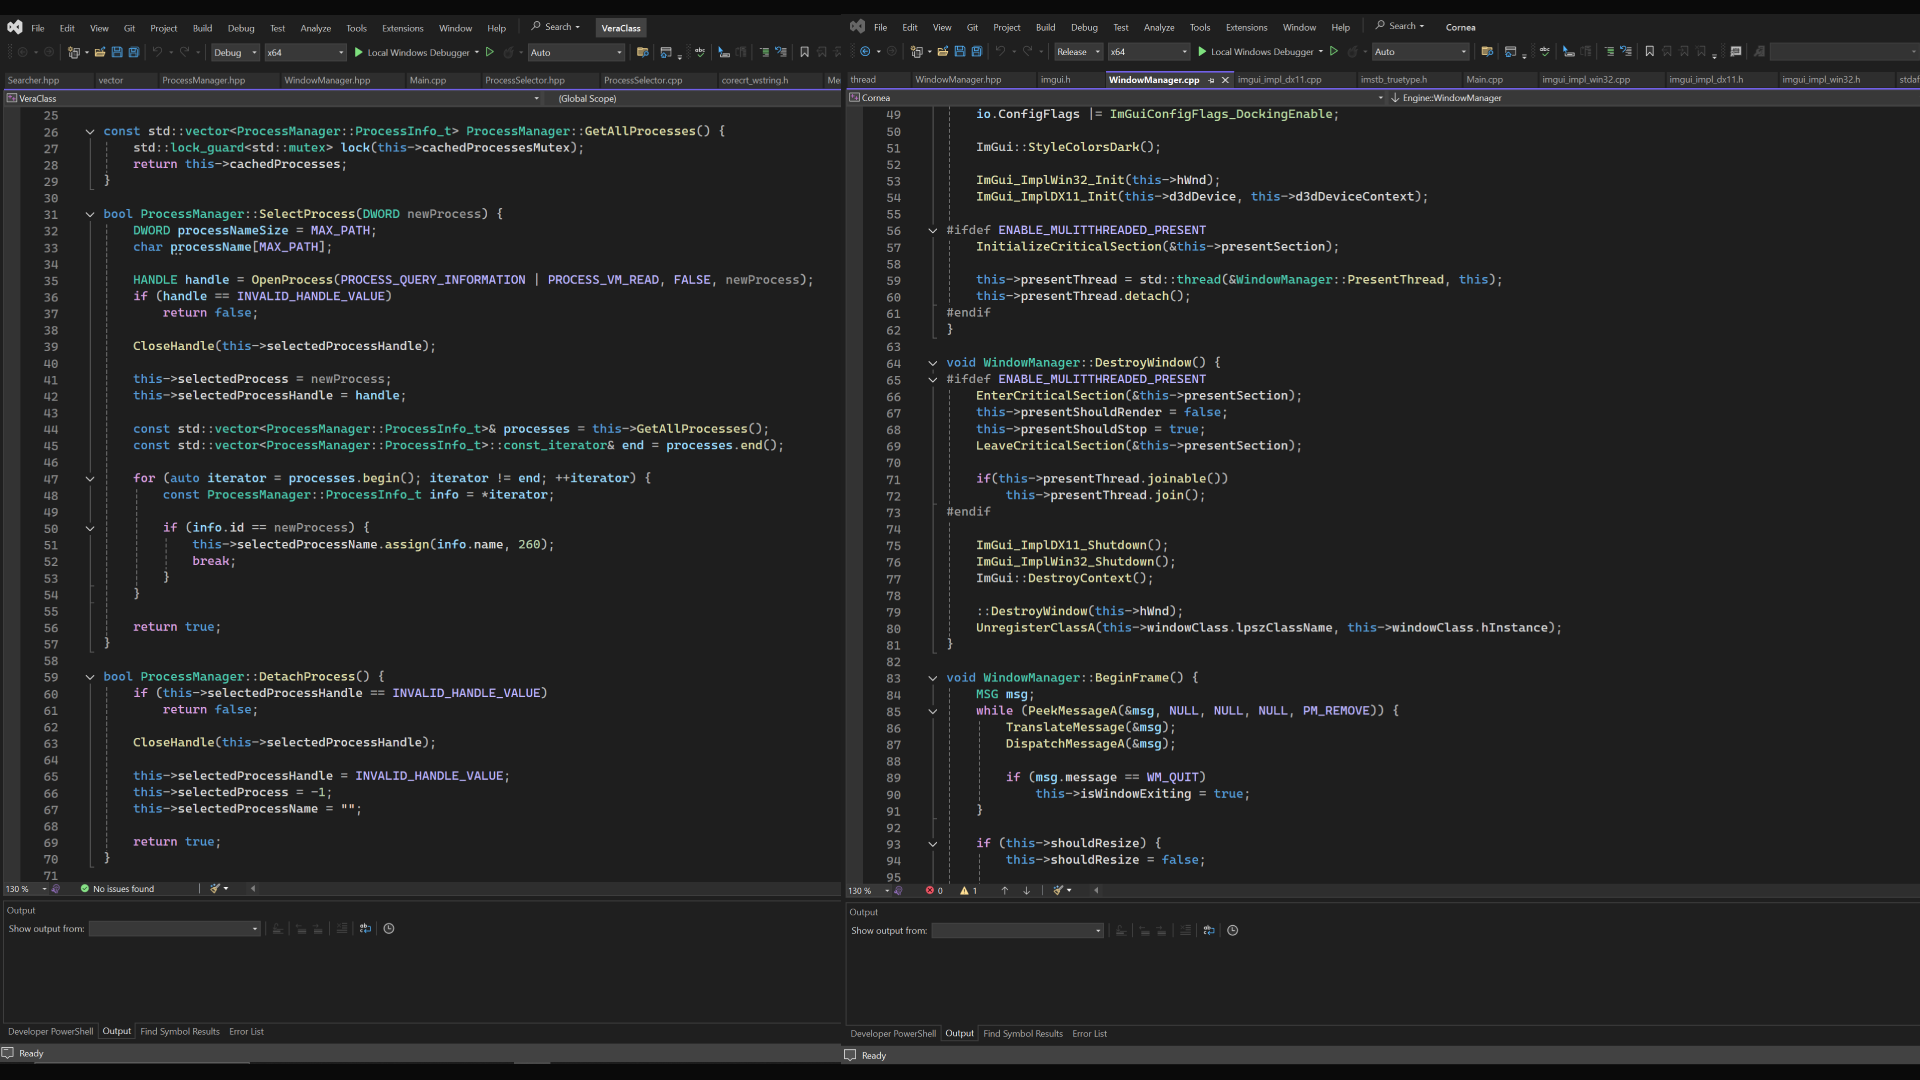 File Edit View Git Project Build Debug Test Analyze Tools Extensions Window Help Search VeraClass
Debug x64 Local Windows Debugger Auto
Searcher.hpp vector ProcessManager.hpp WindowManager.hpp Main.cpp ProcessSelector.hpp ProcessSelector.cpp corecrt_wstring.h Me
VeraClass (Global Scope)
25
26 const std::vector<ProcessManager::ProcessInfo_t> ProcessManager::GetAllProcesses() {
27 std::lock_guard<std::mutex> lock(this->cachedProcessesMutex);
28 return this->cachedProcesses;
29 }
30
31 bool ProcessManager::SelectProcess(DWORD newProcess) {
32 DWORD processNameSize = MAX_PATH;
33 char processName[MAX_PATH];
34
35 HANDLE handle = OpenProcess(PROCESS_QUERY_INFORMATION | PROCESS_VM_READ, FALSE, newProcess);
36 if (handle == INVALID_HANDLE_VALUE)
37 return false;
38
39 CloseHandle(this->selectedProcessHandle);
40
41 this->selectedProcess = newProcess;
42 this->selectedProcessHandle = handle;
43
44 const std::vector<ProcessManager::ProcessInfo_t>& processes = this->GetAllProcesses();
45 const std::vector<ProcessManager::ProcessInfo_t>::const_iterator& end = processes.end();
46
47 for (auto iterator = processes.begin(); iterator != end; ++iterator) {
48 const ProcessManager::ProcessInfo_t info = *iterator;
49
50 if (info.id == newProcess) {
51 this->selectedProcessName.assign(info.name, 260);
52 break;
53 }
54 }
55
56 return true;
57 }
58
59 bool ProcessManager::DetachProcess() {
60 if (this->selectedProcessHandle == INVALID_HANDLE_VALUE)
61 return false;
62
63 CloseHandle(this->selectedProcessHandle);
64
65 this->selectedProcessHandle = INVALID_HANDLE_VALUE;
66 this->selectedProcess = -1;
67 this->selectedProcessName = "";
68
69 return true;
70 }
71
130 % No issues found
Output
Show output from:
Developer PowerShell Output Find Symbol Results Error List
Ready
File Edit View Git Project Build Debug Test Analyze Tools Extensions Window Help Search Cornea
Release x64 Local Windows Debugger Auto
thread WindowManager.hpp imgui.h WindowManager.cpp imgui_impl_dx11.cpp imstb_truetype.h Main.cpp imgui_impl_win32.cpp imgui_impl_dx11.h imgui_impl_win32.h stdaf
Cornea Engine::WindowManager
49 io.ConfigFlags |= ImGuiConfigFlags_DockingEnable;
50
51 ImGui::StyleColorsDark();
52
53 ImGui_ImplWin32_Init(this->hWnd);
54 ImGui_ImplDX11_Init(this->d3dDevice, this->d3dDeviceContext);
55
56 #ifdef ENABLE_MULITTHREADED_PRESENT
57 InitializeCriticalSection(&this->presentSection);
58
59 this->presentThread = std::thread(&WindowManager::PresentThread, this);
60 this->presentThread.detach();
61 #endif
62 }
63
64 void WindowManager::DestroyWindow() {
65 #ifdef ENABLE_MULITTHREADED_PRESENT
66 EnterCriticalSection(&this->presentSection);
67 this->presentShouldRender = false;
68 this->presentShouldStop = true;
69 LeaveCriticalSection(&this->presentSection);
70
71 if(this->presentThread.joinable())
72 this->presentThread.join();
73 #endif
74
75 ImGui_ImplDX11_Shutdown();
76 ImGui_ImplWin32_Shutdown();
77 ImGui::DestroyContext();
78
79 ::DestroyWindow(this->hWnd);
80 UnregisterClassA(this->windowClass.lpszClassName, this->windowClass.hInstance);
81 }
82
83 void WindowManager::BeginFrame() {
84 MSG msg;
85 while (PeekMessageA(&msg, NULL, NULL, NULL, PM_REMOVE)) {
86 TranslateMessage(&msg);
87 DispatchMessageA(&msg);
88
89 if (msg.message == WM_QUIT)
90 this->isWindowExiting = true;
91 }
92
93 if (this->shouldResize) {
94 this->shouldResize = false;
95
130 % 0 1
Output
Show output from:
Developer PowerShell Output Find Symbol Results Error List
Ready